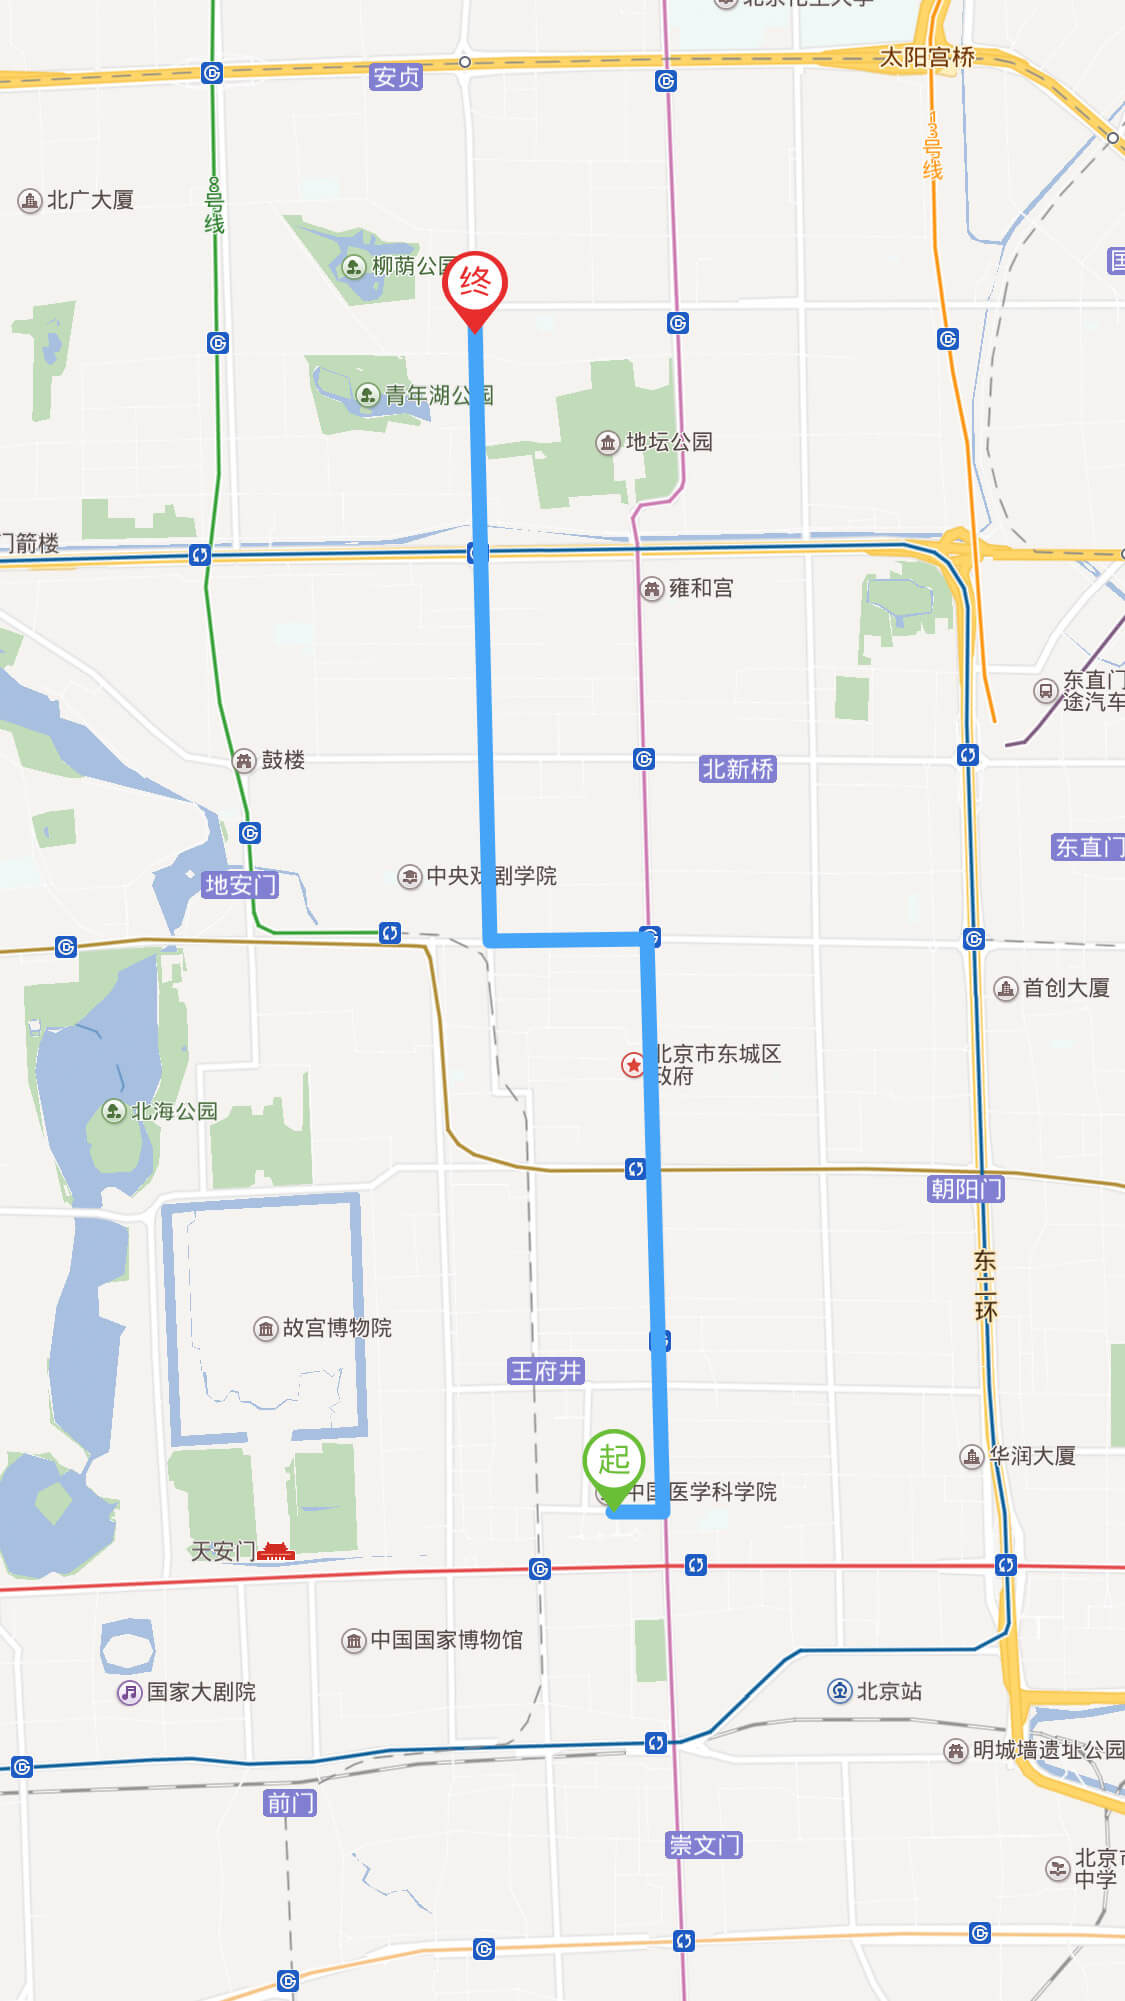 安贞
太阳宫桥
13号线
8号线
北广大厦
柳荫公园
终
青年湖公园
地坛公园
门箭楼
雍和宫
东直门
途汽车
鼓楼
北新桥
东直门
中央戏剧学院
地安门
首创大厦
北京市东城区
政府
北海公园
朝阳门
东二环
故宫博物院
王府井
起
华润大厦
中国医学科学院
天安门
中国国家博物馆
国家大剧院
北京站
明城墙遗址公园
前门
崇文门
北京市
中学